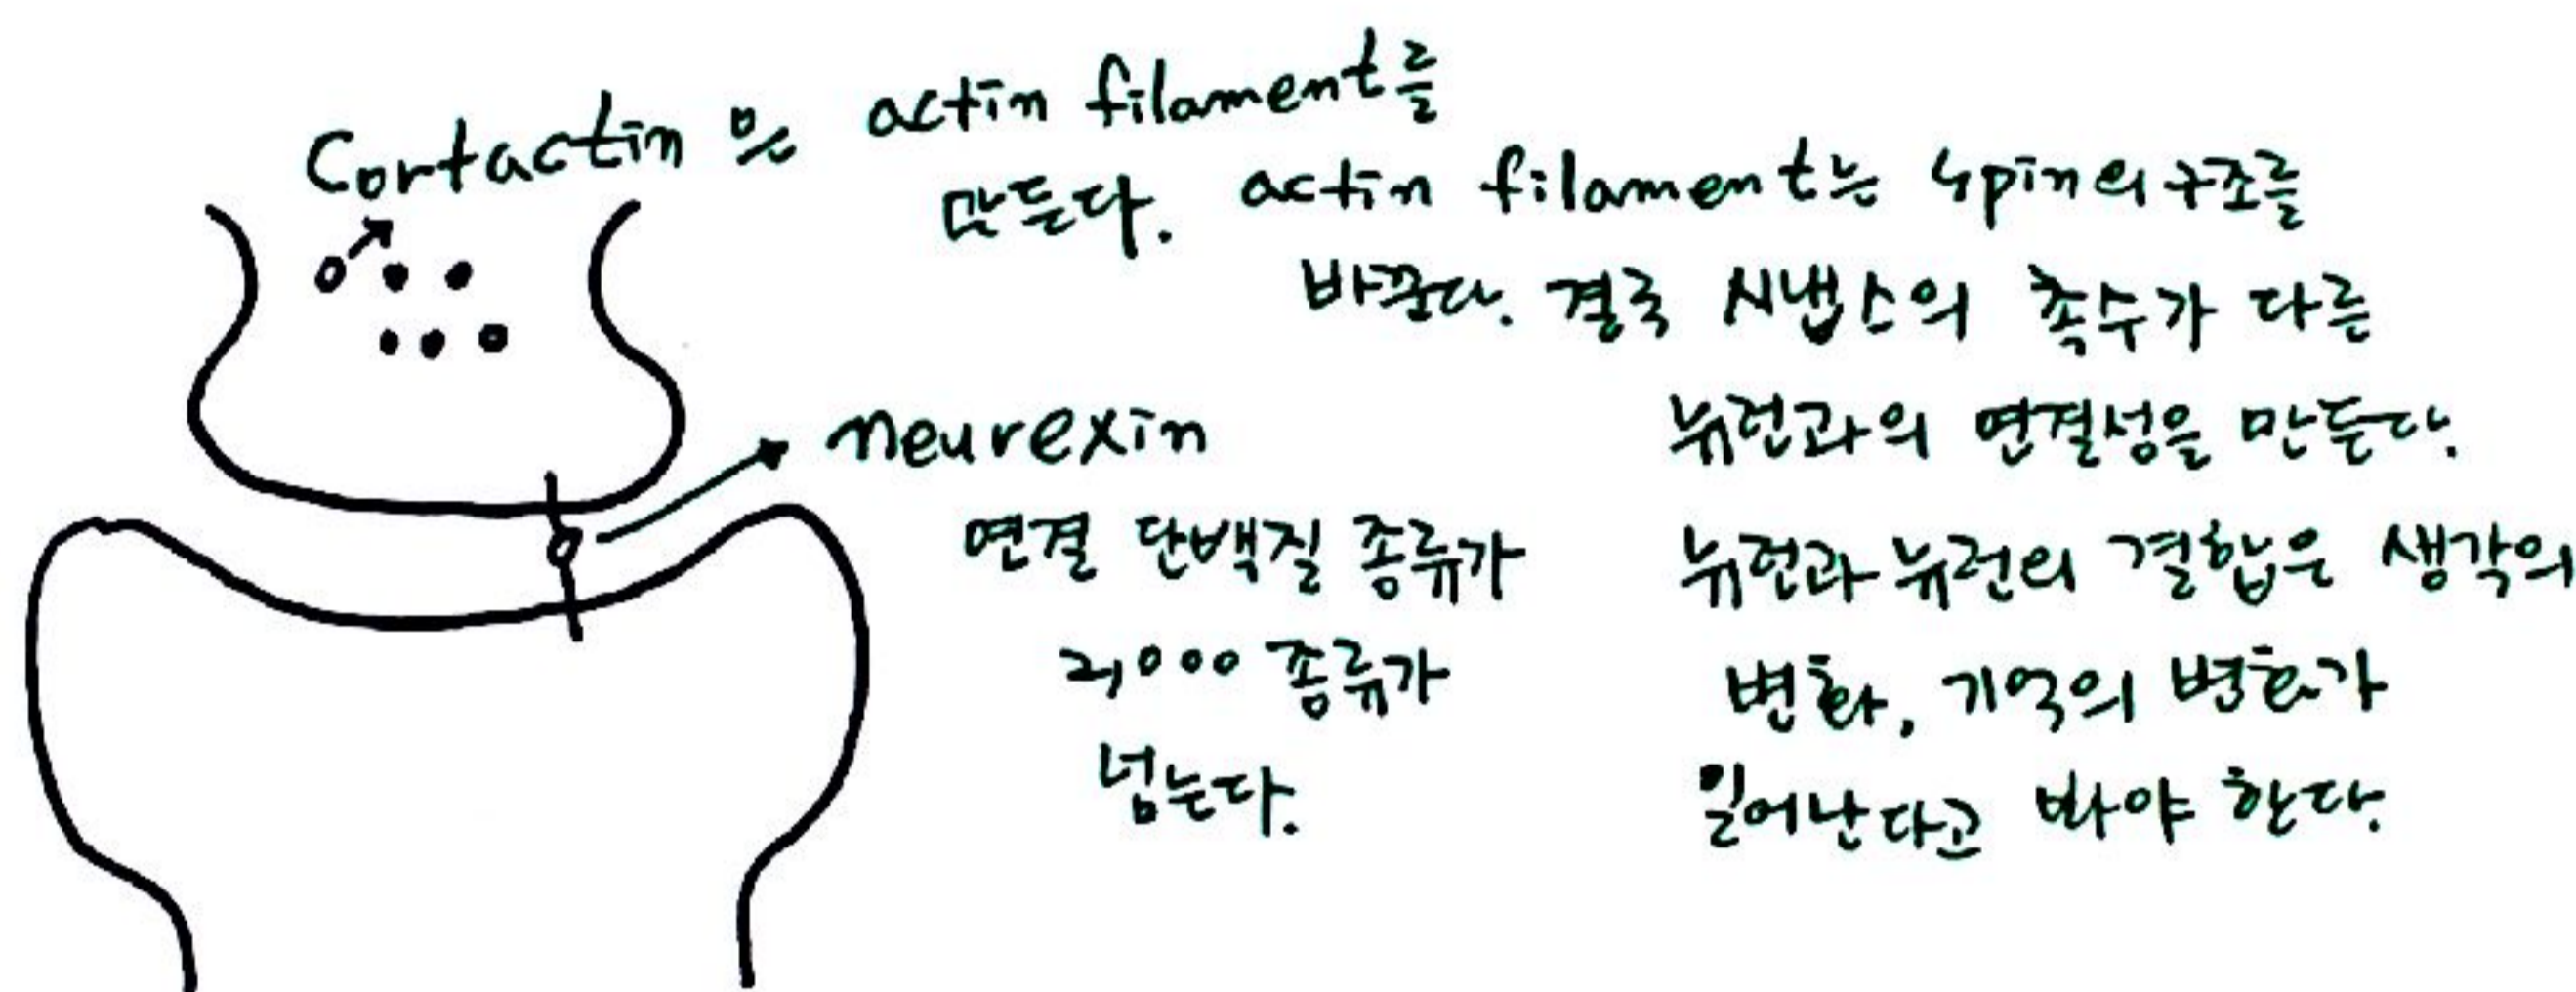 Cortactin은 actin filament를
만든다. actin filament는 spin의 구조를
바꾼다. 결국 시냅스의 촉수가 다른
뉴런과의 연결성을 만든다.
뉴런과 뉴런의 결합은 생각의
변화, 기억의 변화가
일어난다고 봐야 한다.
neurexin
연결 단백질 종류가
2,000 종류가
넘는다.